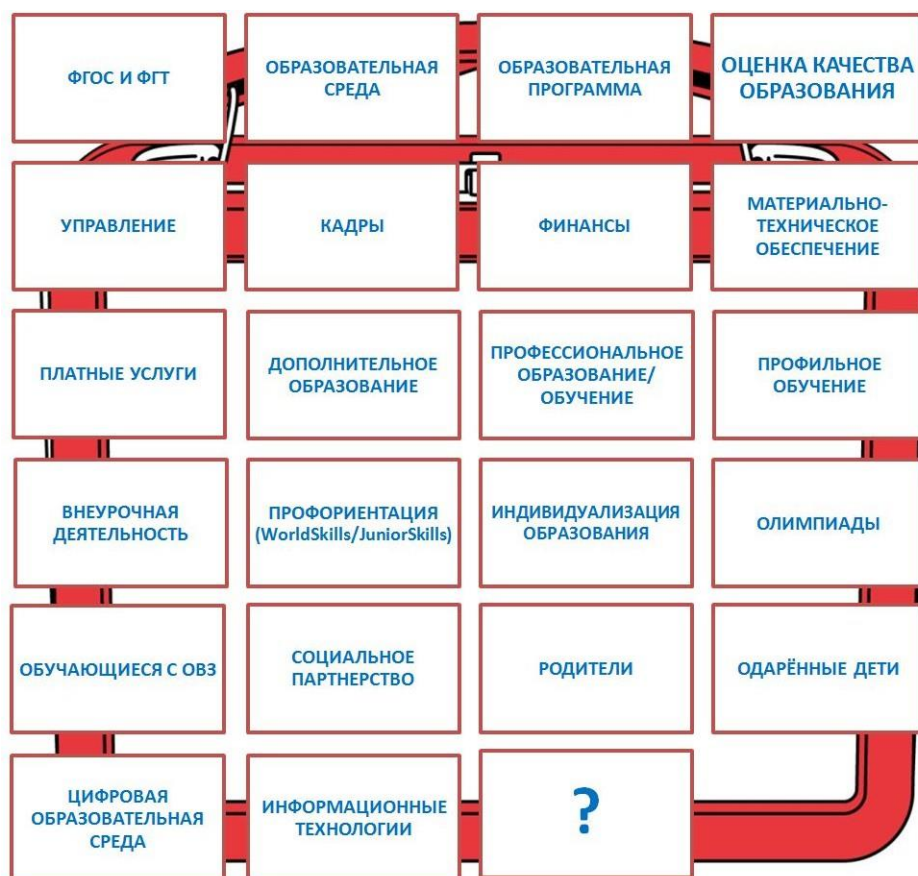 ФГОС И ФГТ
ОБРАЗОВАТЕЛЬНАЯ
СРЕДА
ОБРАЗОВАТЕЛЬНАЯ
ПРОГРАММА
ОЦЕНКА КАЧЕСТВА
ОБРАЗОВАНИЯ
УПРАВЛЕНИЕ
КАДРЫ
ФИНАНСЫ
МАТЕРИАЛЬНО-
ТЕХНИЧЕСКОЕ
ОБЕСПЕЧЕНИЕ
ПЛАТНЫЕ УСЛУГИ
ДОПОЛНИТЕЛЬНОЕ
ОБРАЗОВАНИЕ
ПРОФЕССИОНАЛЬНОЕ
ОБРАЗОВАНИЕ/
ОБУЧЕНИЕ
ПРОФИЛЬНОЕ
ОБУЧЕНИЕ
ВНЕУРОЧНАЯ
ДЕЯТЕЛЬНОСТЬ
ПРОФОРИЕНТАЦИЯ
(WorldSkills/JuniorSkills)
ИНДИВИДУАЛИЗАЦИЯ
ОБРАЗОВАНИЯ
ОЛИМПИАДЫ
ОБУЧАЮЩИЕСЯ С ОВЗ
СОЦИАЛЬНОЕ
ПАРТНЕРСТВО
РОДИТЕЛИ
ОДАРЁННЫЕ ДЕТИ
ЦИФРОВАЯ
ОБРАЗОВАТЕЛЬНАЯ
СРЕДА
ИНФОРМАЦИОННЫЕ
ТЕХНОЛОГИИ
?